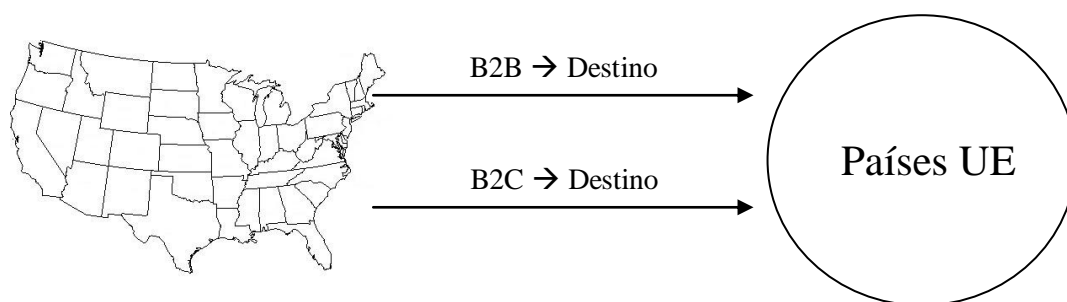 B2B → Destino
B2C → Destino
Países UE